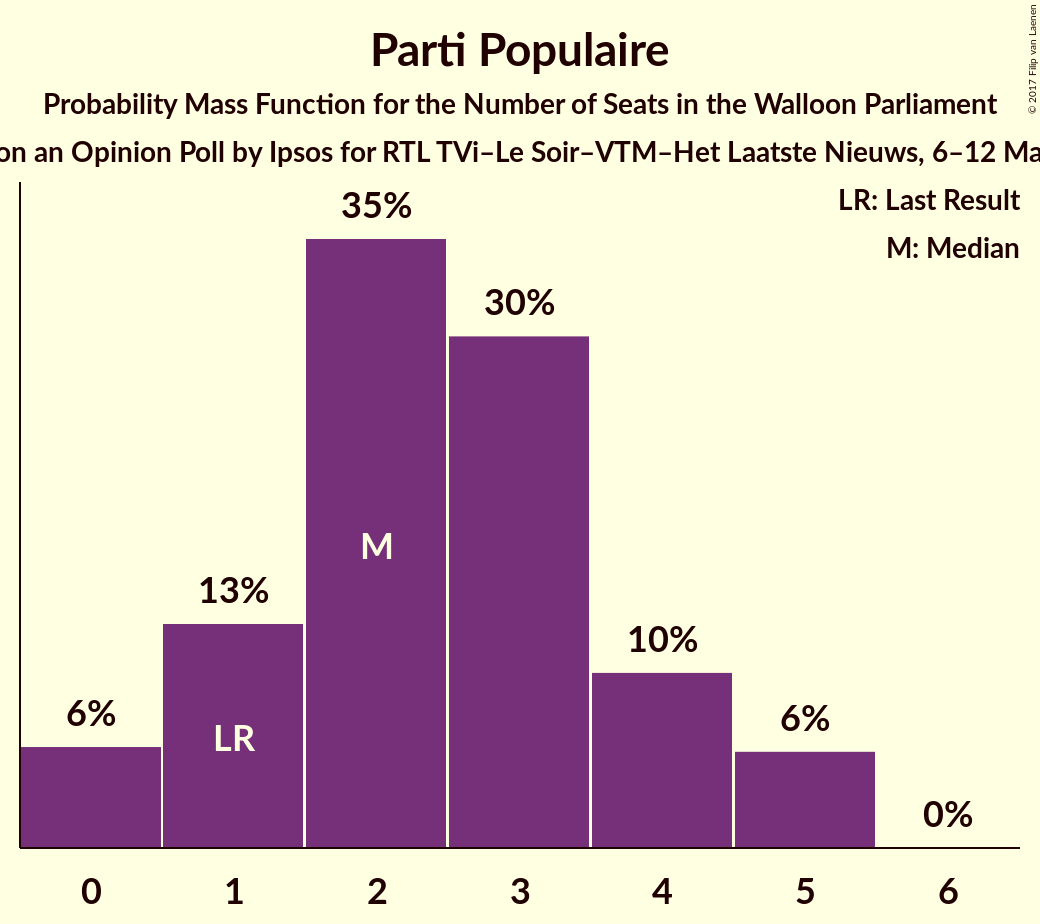 Parti Populaire
Probability Mass Function for the Number of Seats in the Walloon Parliament
on an Opinion Poll by Ipsos for RTL TVi–Le Soir–VTM–Het Laatste Nieuws, 6–12 Ma
LR: Last Result
M: Median
35%
30%
13%
10%
6%
6%
0%
M
LR
0 1 2 3 4 5 6
© 2017 Filip van Laenen